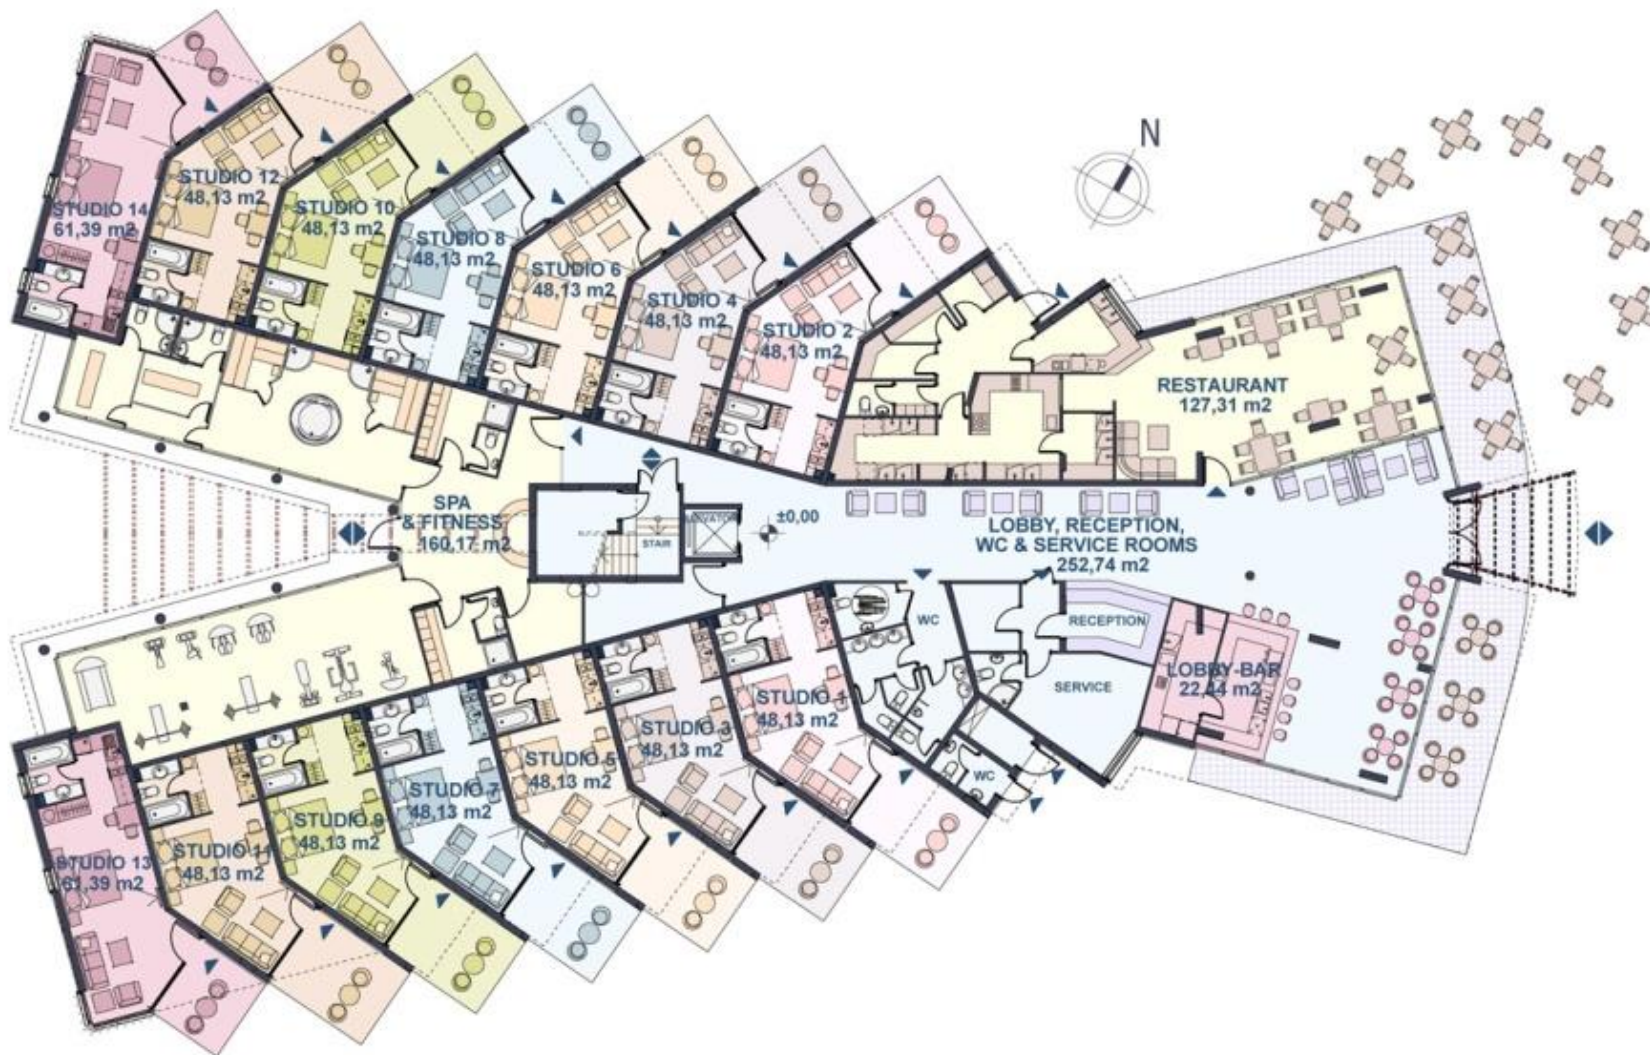 N
STUDIO 14
61,39 m2
STUDIO 12
48,13 m2
STUDIO 10
48,13 m2
STUDIO 8
48,13 m2
STUDIO 6
48,13 m2
STUDIO 4
48,13 m2
STUDIO 2
48,13 m2
RESTAURANT
127,31 m2
SPA
& FITNESS
160,17 m2
STAIR
ELEVATOR
±0,00
LOBBY, RECEPTION,
WC & SERVICE ROOMS
252,74 m2
WC
RECEPTION
SERVICE
LOBBY-BAR
22,44 m2
WC
STUDIO 1
48,13 m2
STUDIO 3
48,13 m2
STUDIO 5
48,13 m2
STUDIO 7
48,13 m2
STUDIO 9
48,13 m2
STUDIO 11
48,13 m2
STUDIO 13
61,39 m2